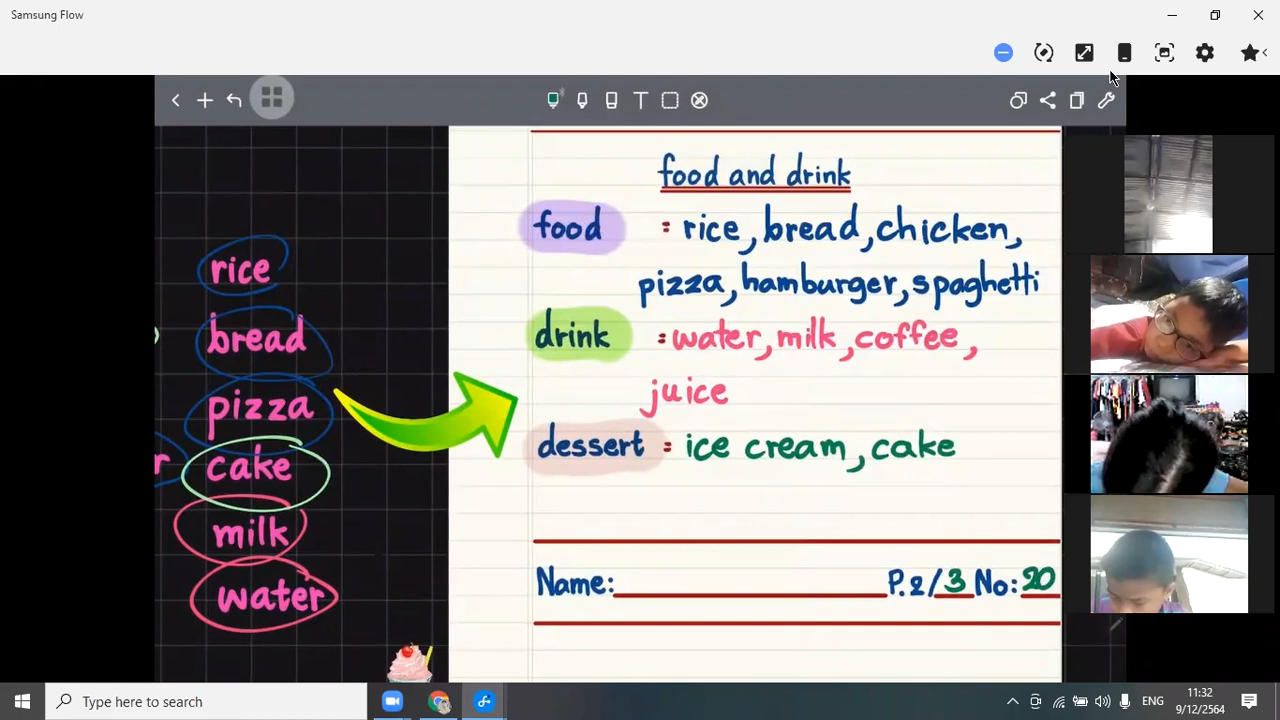 Samsung Flow
food and drink
food : rice, bread, chicken,
pizza, hamburger, spaghetti
drink : water, milk, coffee,
juice
dessert : ice cream, cake
Name: P.2/3 No: 20
rice
bread
pizza
r cake
milk
water
Type here to search
ENG
11:32
9/12/2564